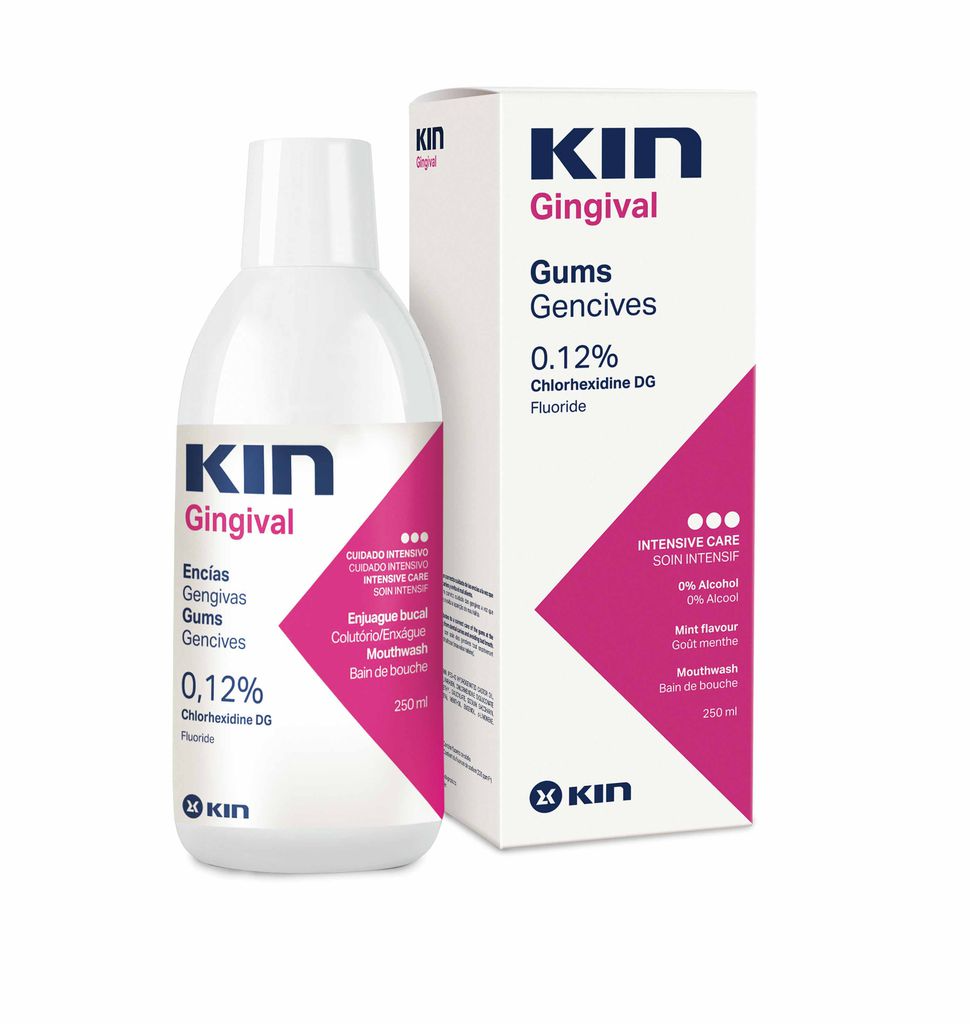 KIN
Gingival
Encías
Gengivas
Gums
Gencives
0,12%
Chlorhexidine DG
Fluoride
CUIDADO INTENSIVO
CUIDADO INTENSIVO
INTENSIVE CARE
SOIN INTENSIF
Enjuague bucal
Colutório/Enxágue
Mouthwash
Bain de bouche
250 ml
KIN
KIN
Gingival
KIN
Gingival
Gums
Gencives
0.12%
Chlorhexidine DG
Fluoride
INTENSIVE CARE
SOIN INTENSIF
0% Alcohol
0% Alcool
Mint flavour
Goût menthe
Mouthwash
Bain de bouche
250 ml
KIN